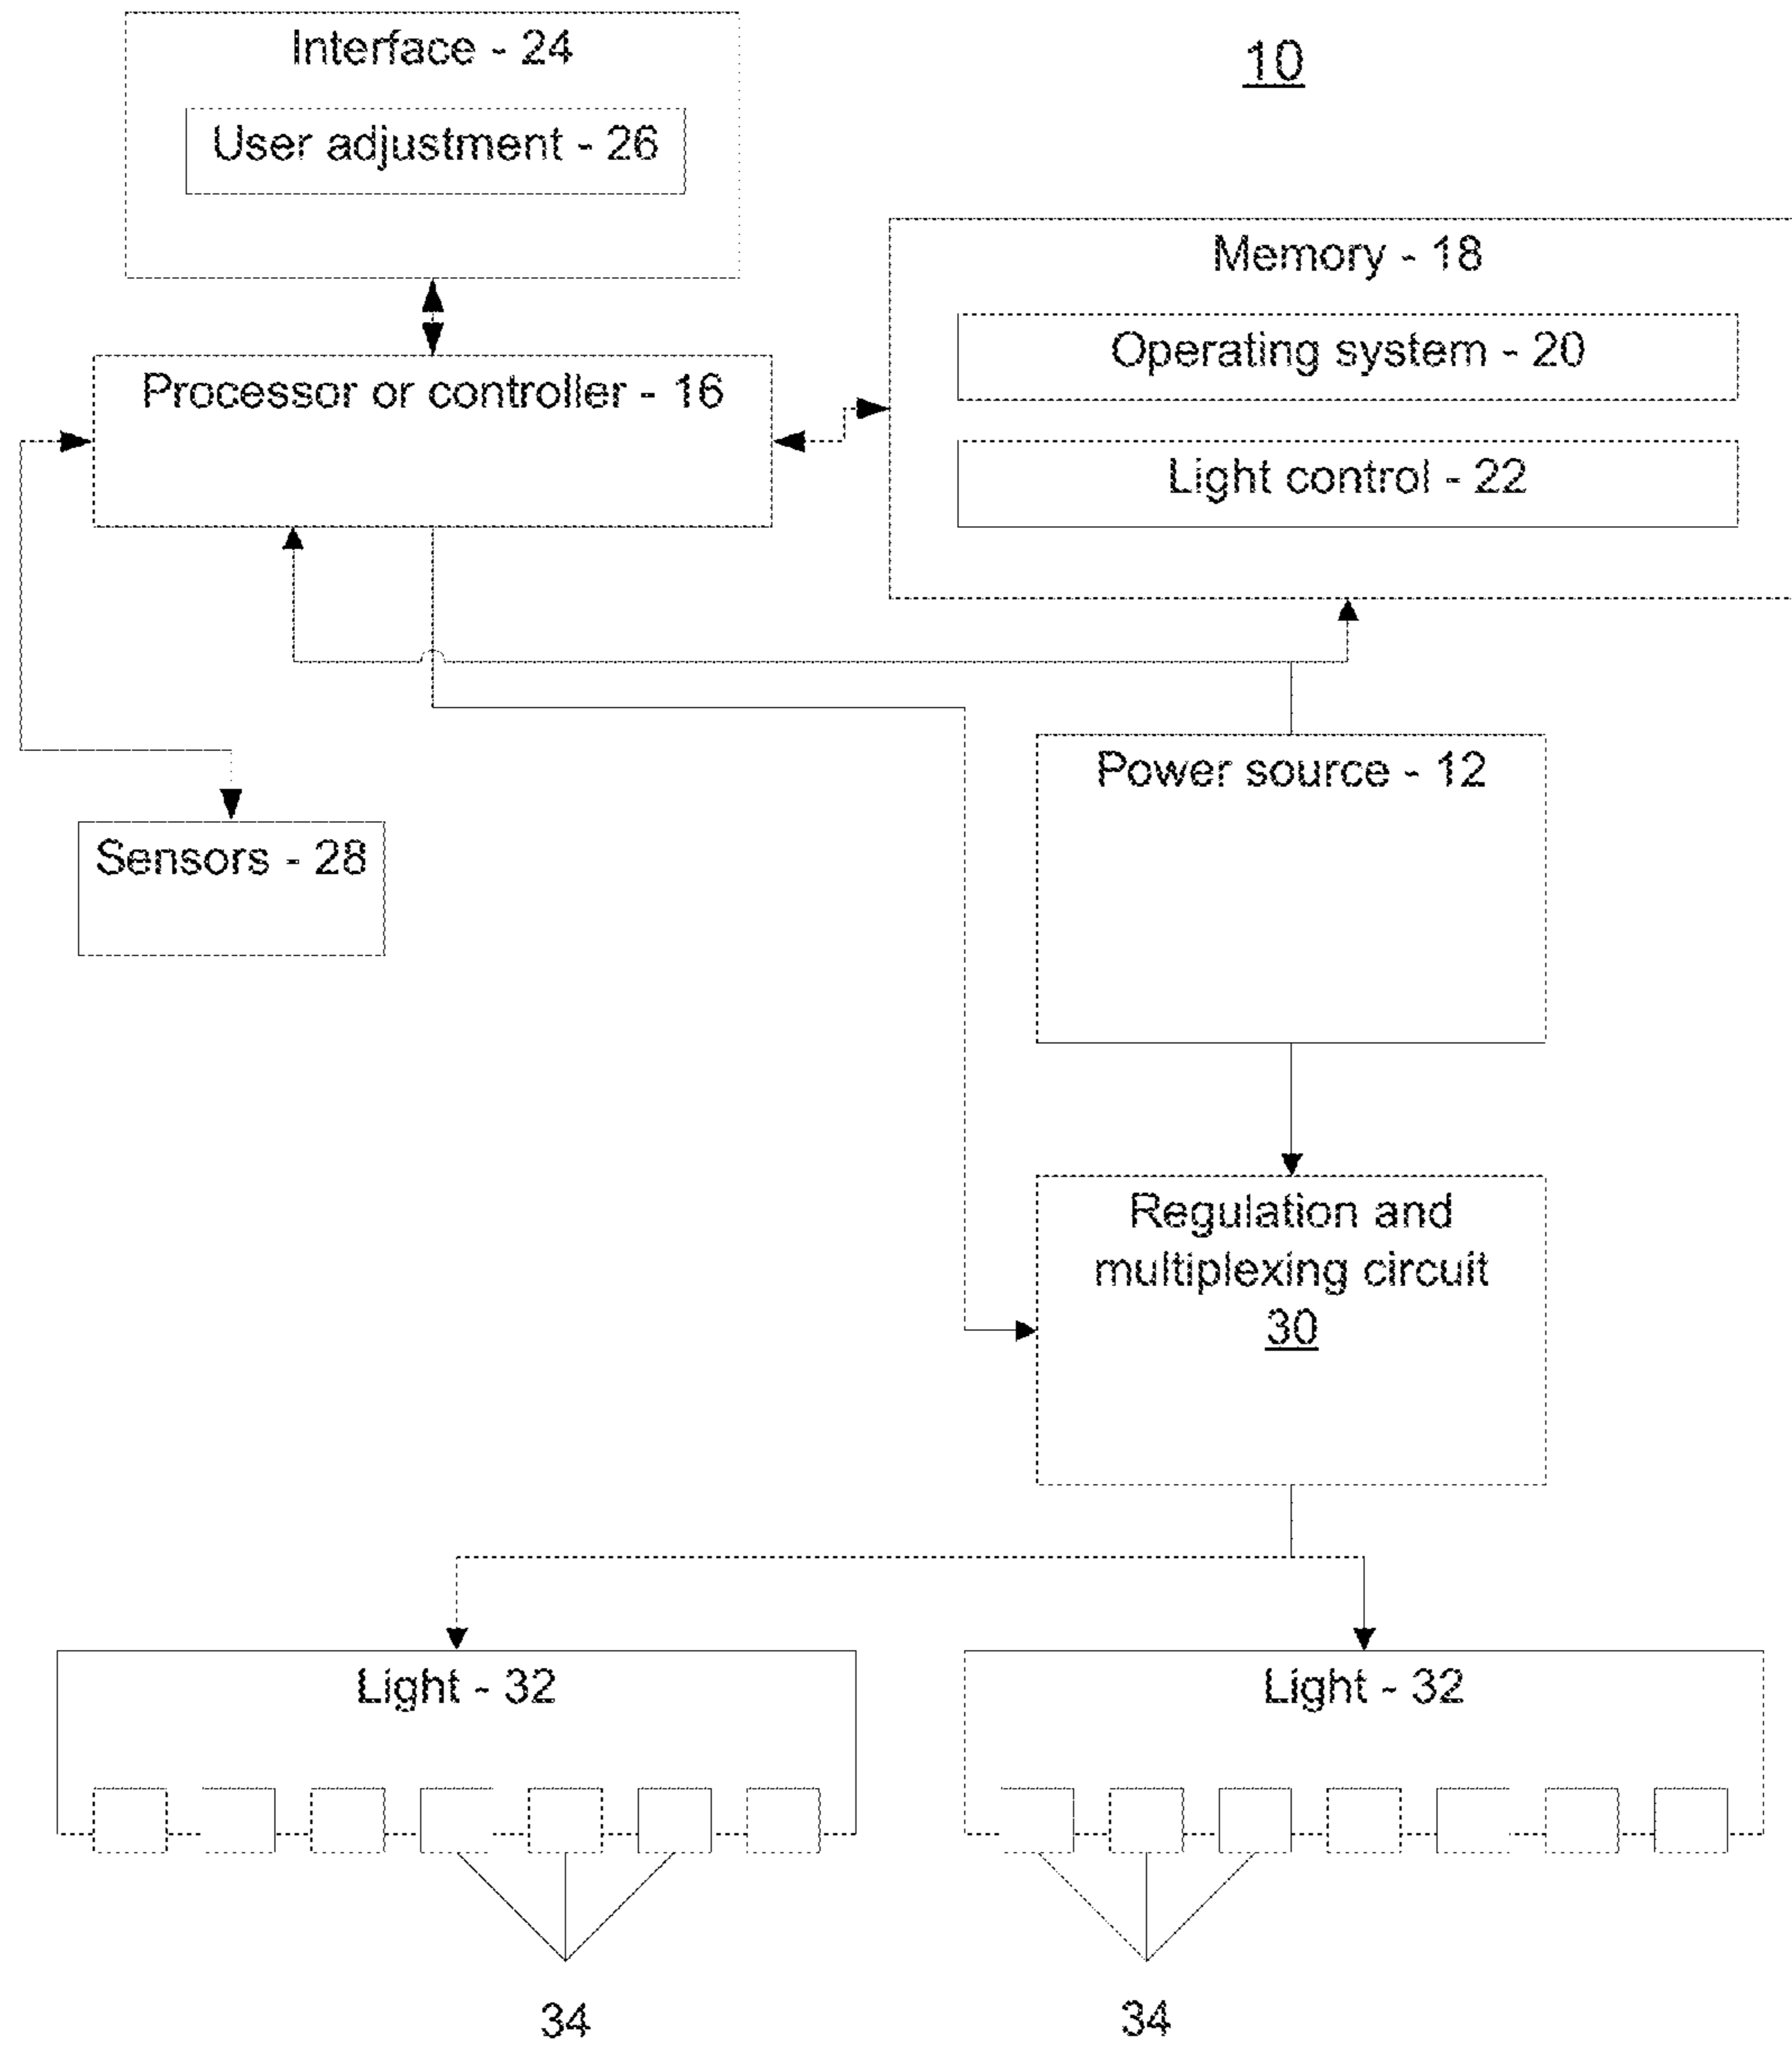 Interface - 24
10
User adjustment - 26
Memory - 18
Operating system - 20
Processor or controller - 16
Light control - 22
Power source - 12
Sensors - 28
Regulation and
multiplexing circuit
30
Light - 32
Light - 32
34
34